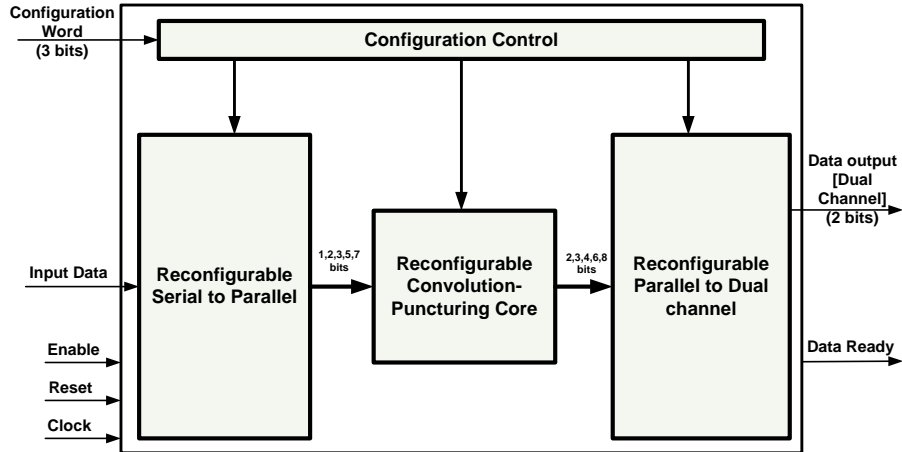 Configuration
Word
(3 bits)
Configuration Control
Data output
[Dual
Channel]
(2 bits)
Input Data
Reconfigurable
Serial to Parallel
1,2,3,5,7
bits
Reconfigurable
Convolution-
Puncturing Core
2,3,4,6,8
bits
Reconfigurable
Parallel to Dual
channel
Enable
Reset
Clock
Data Ready